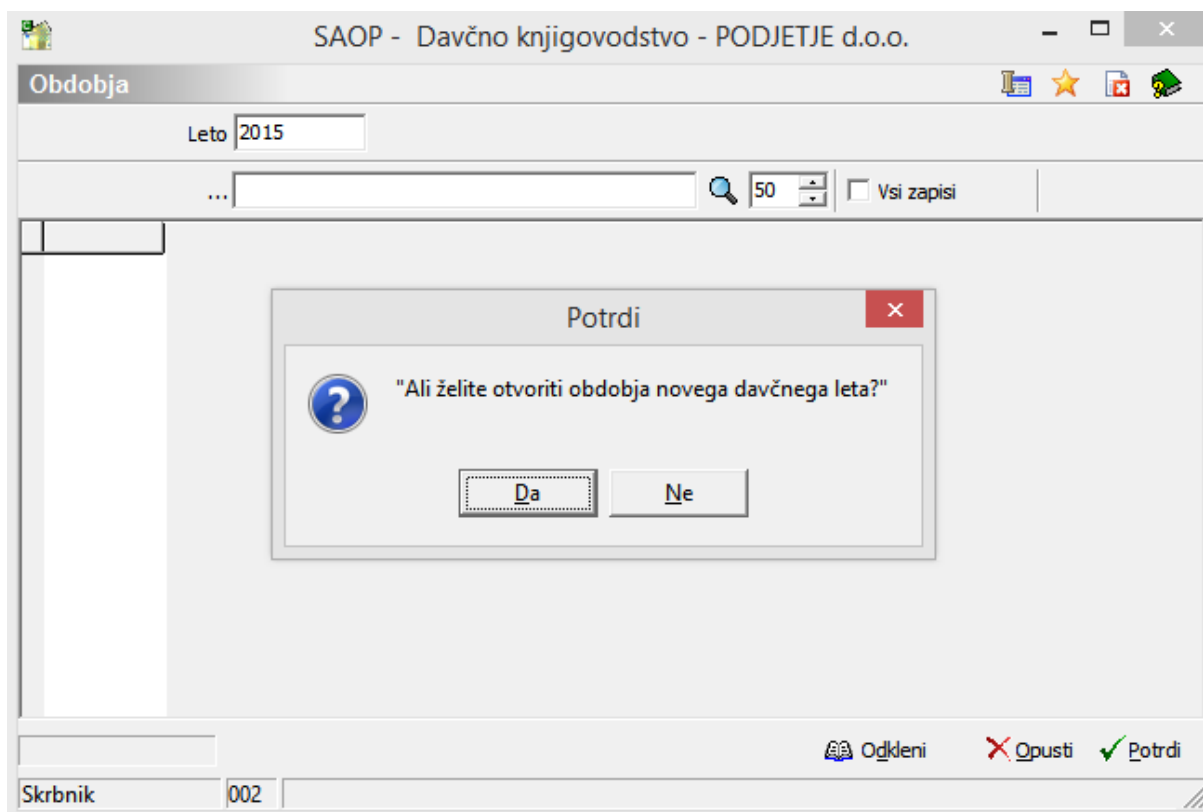 SAOP - Davčno knjigovodstvo - PODJETJE d.o.o.
Obdobja
Leto 2015
... 50 Vsi zapisi
Potrdi
"Ali želite otvoriti obdobja novega davčnega leta?"
Da Ne
Odkleni Opusti Potrdi
Skrbnik 002